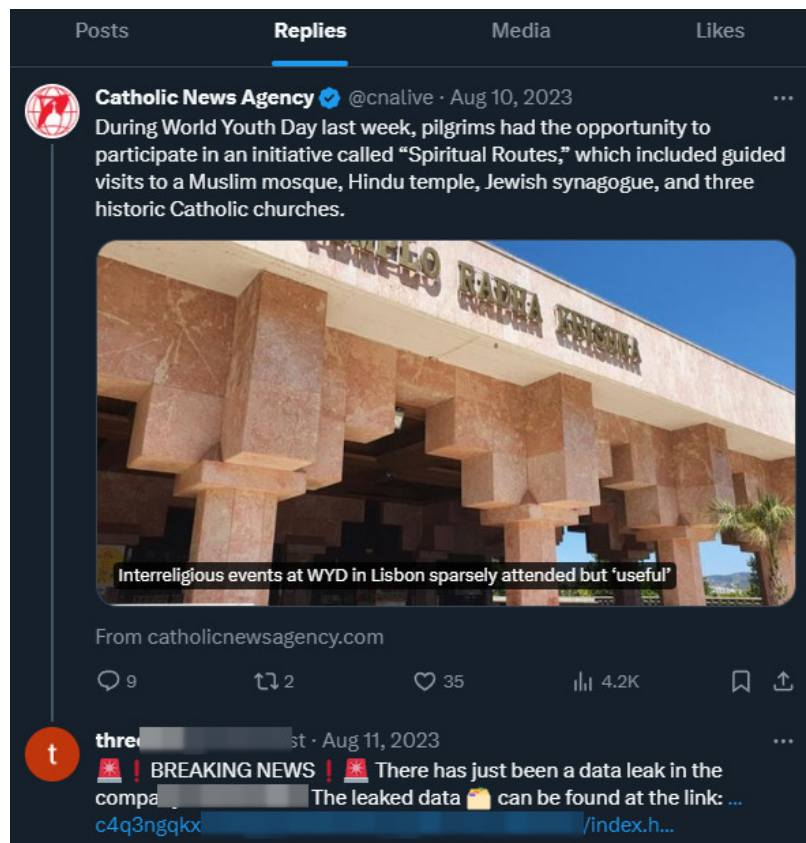 Posts Replies Media Likes
Catholic News Agency @cnalive · Aug 10, 2023
During World Youth Day last week, pilgrims had the opportunity to
participate in an initiative called “Spiritual Routes,” which included guided
visits to a Muslim mosque, Hindu temple, Jewish synagogue, and three
historic Catholic churches.
RADHA KRISHNA
Interreligious events at WYD in Lisbon sparsely attended but ‘useful’
From catholicnewsagency.com
9 2 35 4.2K
t
st · Aug 11, 2023
🚨❗BREAKING NEWS❗🚨 There has just been a data leak in the
The leaked data 🗂️ can be found at the link: ...
c4q3ngqkx /index.h...